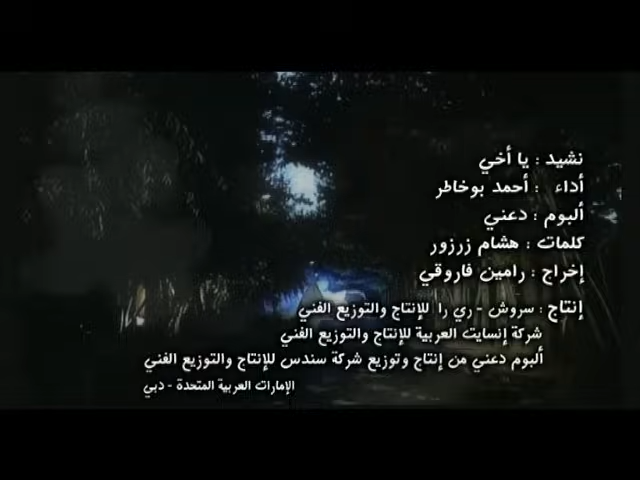 نشيد : يا أخي
أداء : أحمد بوخاطر
ألبوم : دعني
كلمات : هشام زرزور
إخراج : رامين فاروقي
إنتاج : سروش - ري را للإنتاج والتوزيع الفني
شركة إنسايت العربية للإنتاج والتوزيع الفني
ألبوم دعني من إنتاج وتوزيع شركة سندس للإنتاج والتوزيع الفني
الإمارات العربية المتحدة - دبي